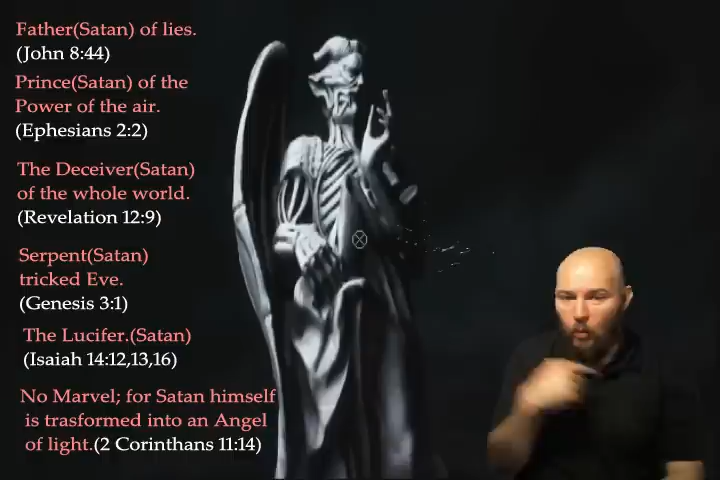 Father(Satan) of lies.
(John 8:44)
Prince(Satan) of the
Power of the air.
(Ephesians 2:2)
The Deceiver(Satan)
of the whole world.
(Revelation 12:9)
Serpent(Satan)
tricked Eve.
(Genesis 3:1)
The Lucifer.(Satan)
(Isaiah 14:12,13,16)
No Marvel; for Satan himself
is trasformed into an Angel
of light.(2 Corinthans 11:14)